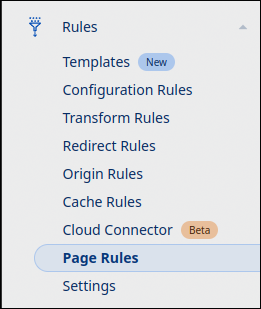 Rules
Templates New
Configuration Rules
Transform Rules
Redirect Rules
Origin Rules
Cache Rules
Cloud Connector Beta
Page Rules
Settings